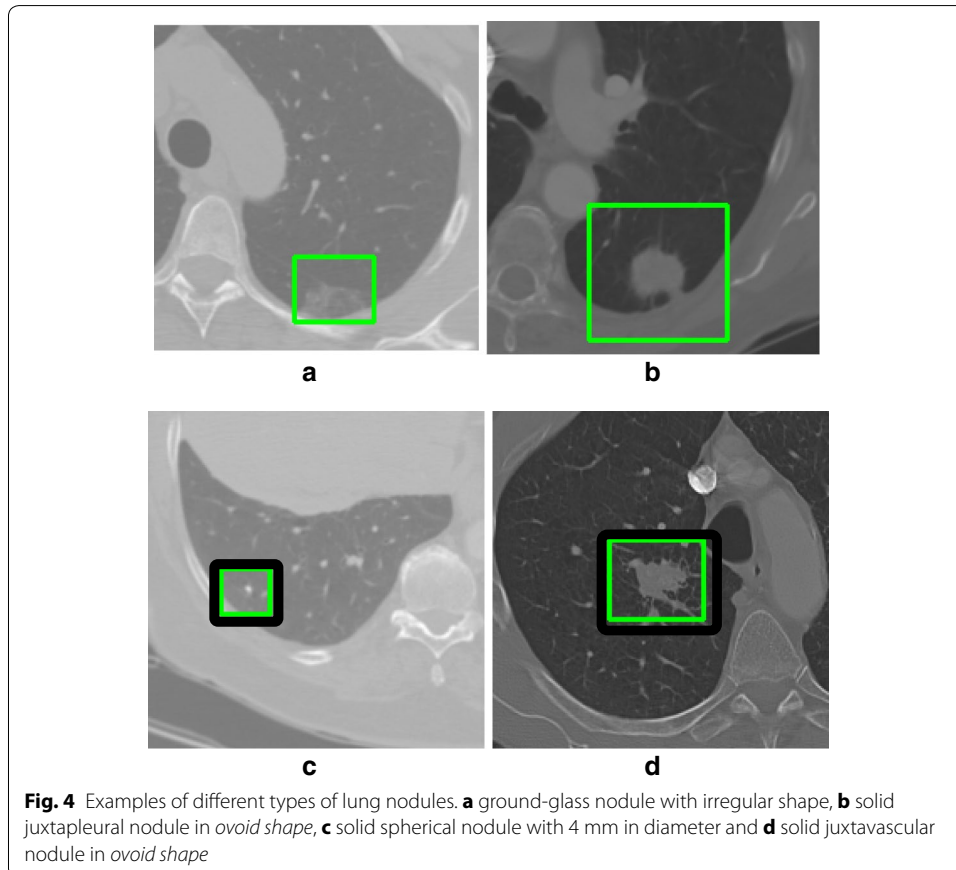 a
b
c
d
Fig. 4 Examples of different types of lung nodules. a ground-glass nodule with irregular shape, b solid
juxtapleural nodule in ovoid shape, c solid spherical nodule with 4 mm in diameter and d solid juxtavascular
nodule in ovoid shape